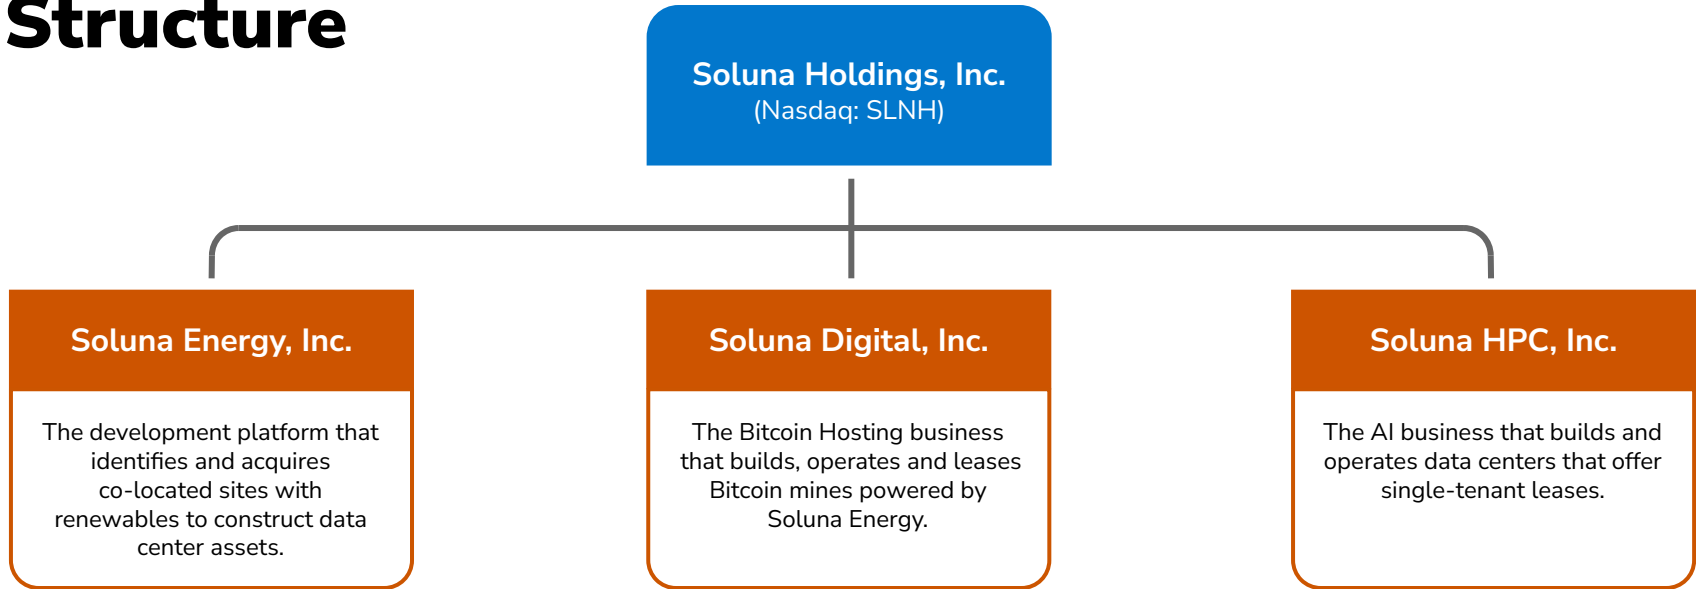 Structure
Soluna Holdings, Inc.
(Nasdaq: SLNH)
Soluna Energy, Inc.
The development platform that
identifies and acquires
co-located sites with
renewables to construct data
center assets.
Soluna Digital, Inc.
The Bitcoin Hosting business
that builds, operates and leases
Bitcoin mines powered by
Soluna Energy.
Soluna HPC, Inc.
The AI business that builds and
operates data centers that offer
single-tenant leases.